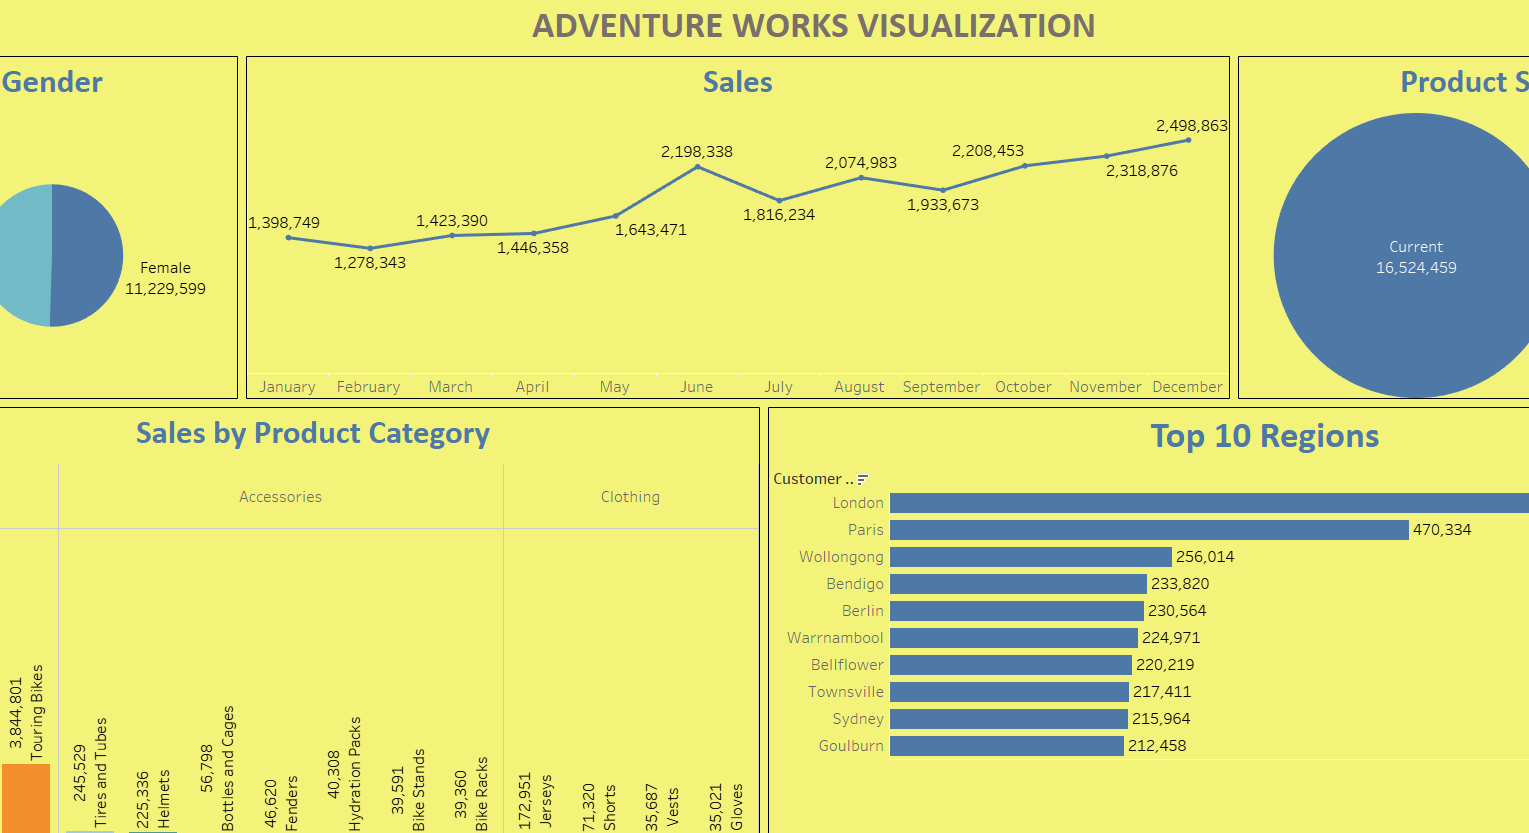 ADVENTURE WORKS VISUALIZATION
Gender
Female
11,229,599
Sales
1,398,749
1,278,343
1,423,390
1,446,358
1,643,471
2,198,338
1,816,234
2,074,983
1,933,673
2,208,453
2,318,876
2,498,863
January February March April May June July August September October November December
Product S
Current
16,524,459
Sales by Product Category
Accessories
Clothing
3,844,801
Touring Bikes
245,529
Tires and Tubes
225,336
Helmets
56,798
Bottles and Cages
46,620
Fenders
40,308
Hydration Packs
39,591
Bike Stands
39,360
Bike Racks
172,951
Jerseys
71,320
Shorts
35,687
Vests
35,021
Gloves
Top 10 Regions
Customer ..
London
Paris 470,334
Wollongong 256,014
Bendigo 233,820
Berlin 230,564
Warrnambool 224,971
Bellflower 220,219
Townsville 217,411
Sydney 215,964
Goulburn 212,458